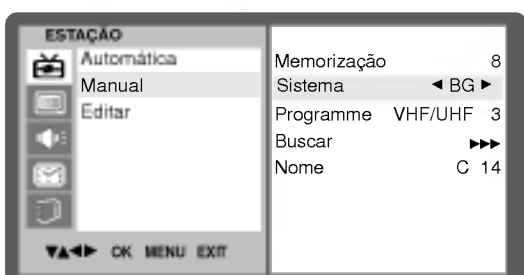 ESTAÇÃO
Automática
Manual
Editar
▼▲◀▶ OK MENU EXIT
Memorização 8
Sistema ◀ BG ▶
Programme VHF/UHF 3
Buscar ▶▶▶
Nome C 14